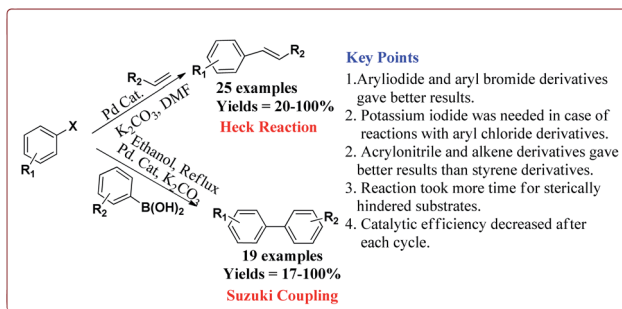 R2
Pd Cat.
K2CO3, DMF
R1
R2
25 examples
Yields = 20-100%
Heck Reaction
X
R1
Ethanol, Reflux
Pd. Cat, K2CO3
R2
B(OH)2
R1
R2
19 examples
Yields = 17-100%
Suzuki Coupling
Key Points
1.Aryliodide and aryl bromide derivatives
gave better results.
2. Potassium iodide was needed in case of
reactions with aryl chloride derivatives.
2. Acrylonitrile and alkene derivatives gave
better results than styrene derivatives.
3. Reaction took more time for sterically
hindered substrates.
4. Catalytic efficiency decreased after
each cycle.